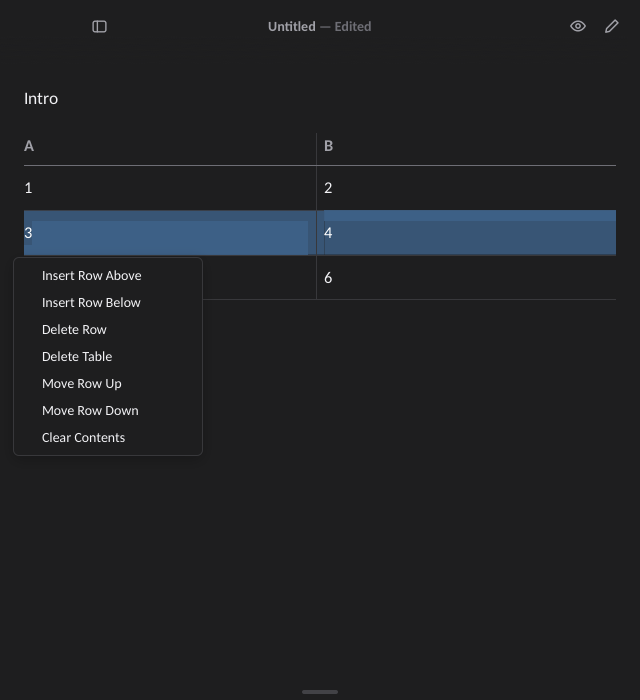 Untitled — Edited
Intro
A B
1 2
3 4
6
Insert Row Above
Insert Row Below
Delete Row
Delete Table
Move Row Up
Move Row Down
Clear Contents